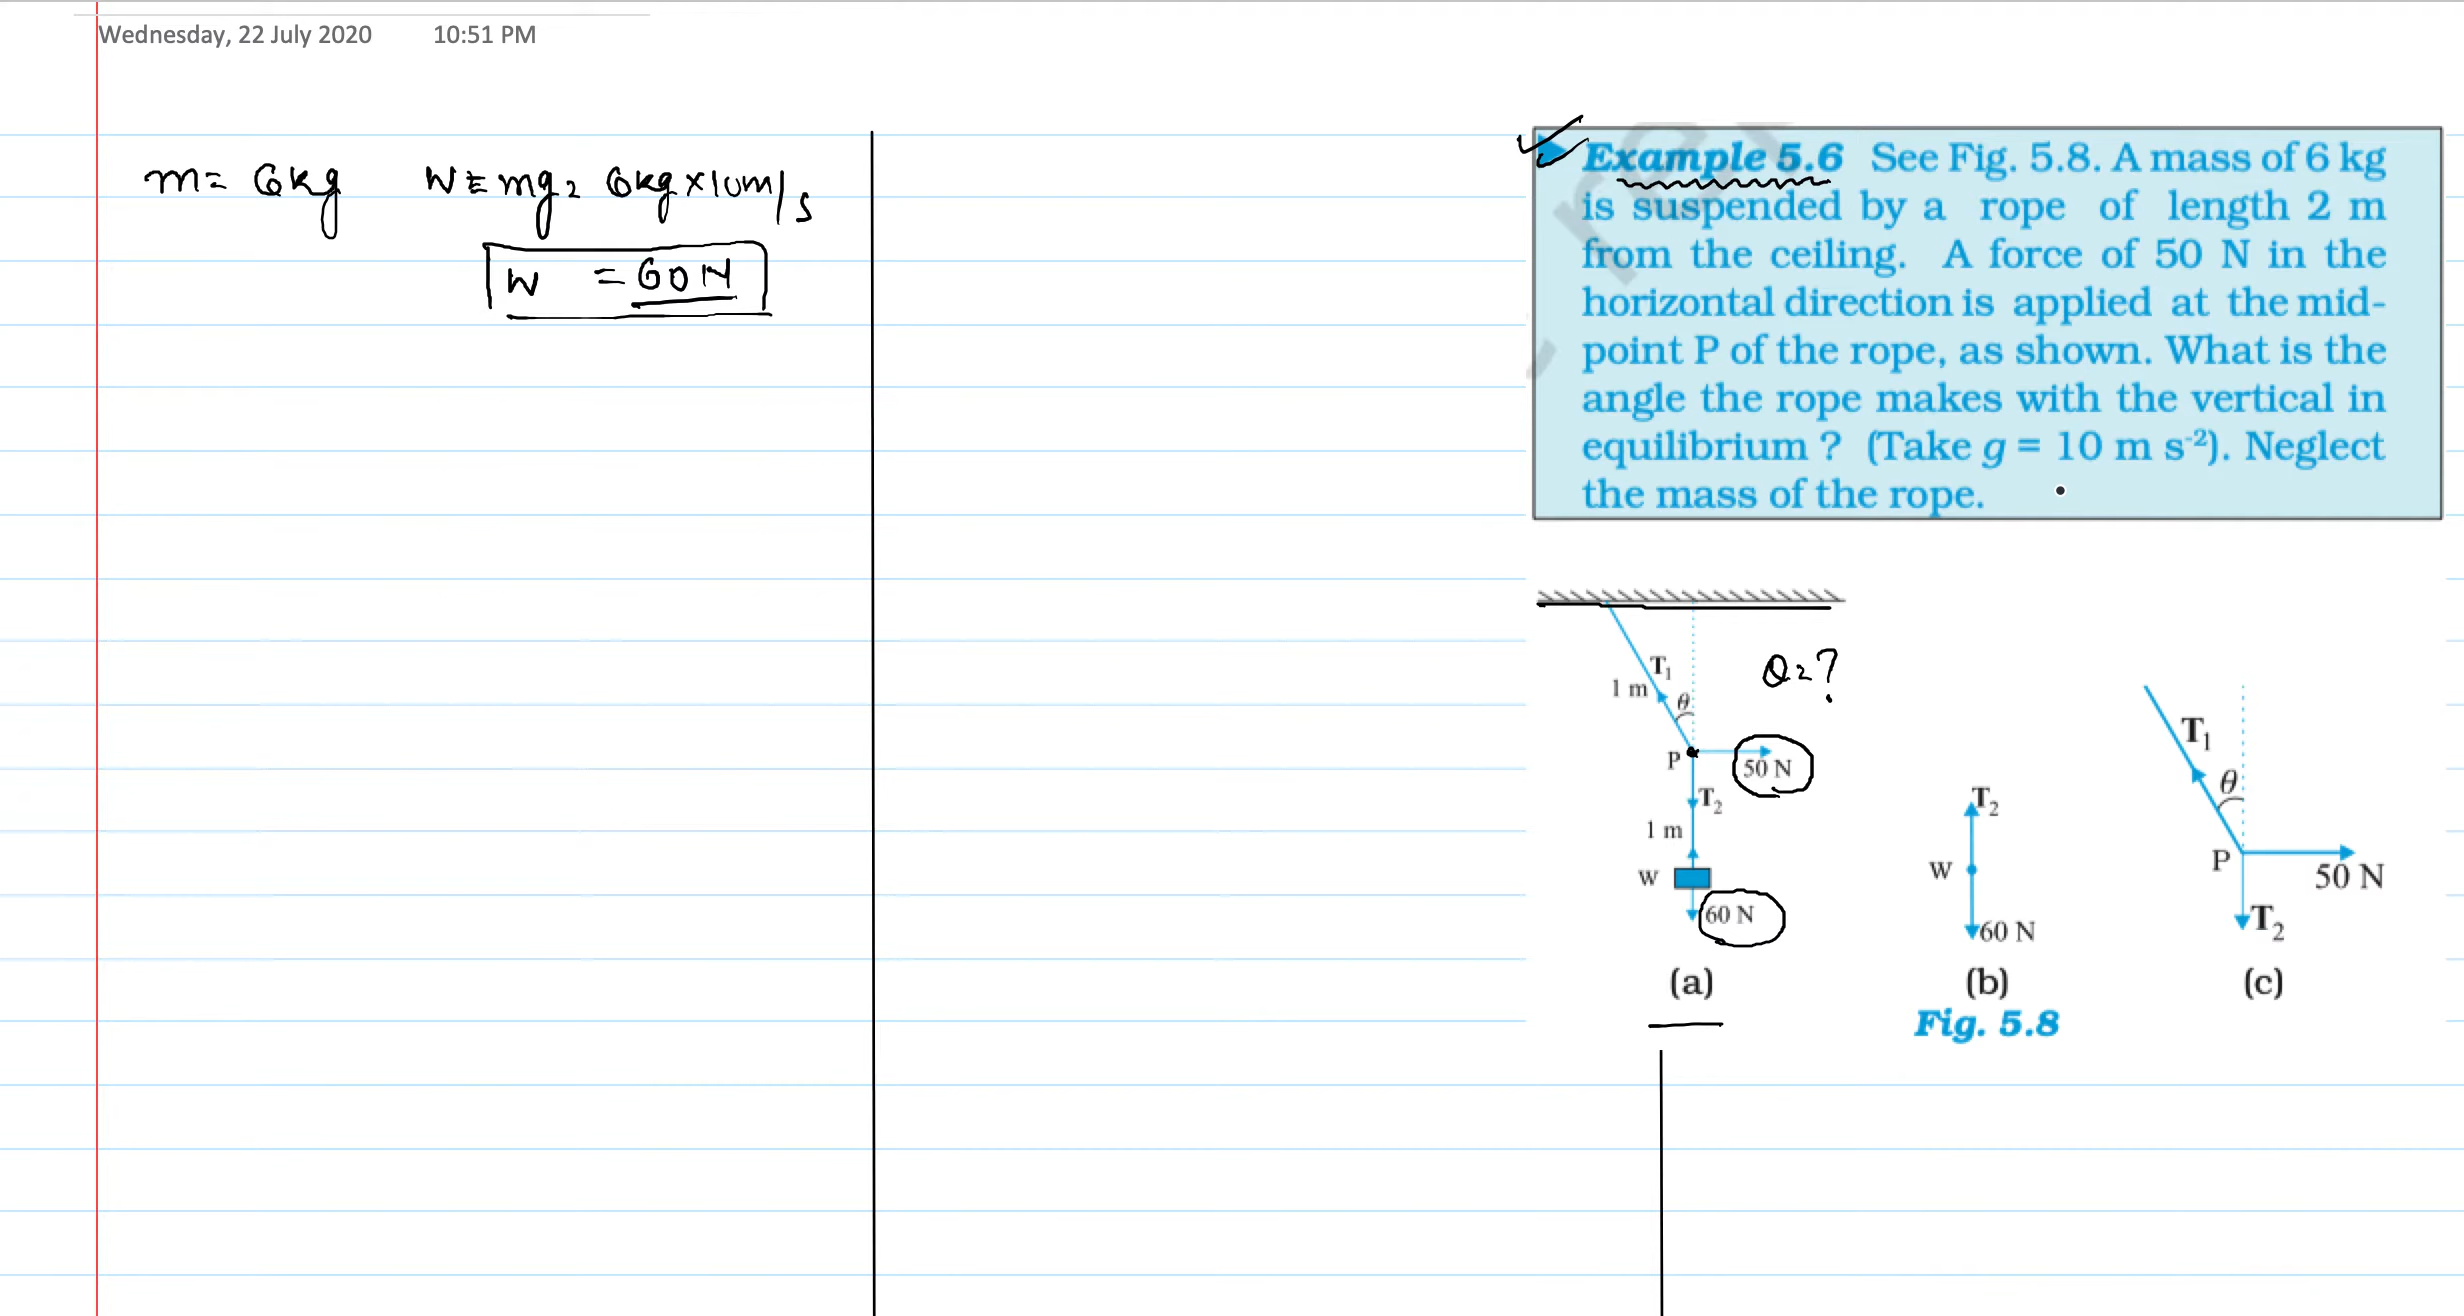 Wednesday, 22 July 2020 10:51 PM
m = 6kg W = mg = 6kg x 10m/s
W = 60N
Example 5.6 See Fig. 5.8. A mass of 6 kg
is suspended by a rope of length 2 m
from the ceiling. A force of 50 N in the
horizontal direction is applied at the mid-
point P of the rope, as shown. What is the
angle the rope makes with the vertical in
equilibrium ? (Take g = 10 m s⁻²). Neglect
the mass of the rope.
T₁
1 m
θ
θ = ?
P
50 N
T₂
1 m
W
60 N
(a)
T₂
W
60 N
(b)
T₁
θ
P
50 N
T₂
(c)
Fig. 5.8